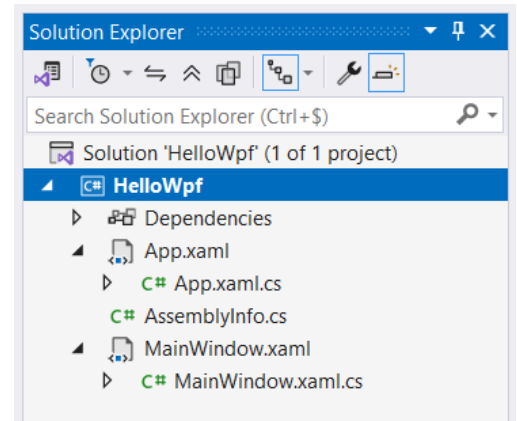 Solution Explorer
Search Solution Explorer (Ctrl+$)
Solution 'HelloWpf' (1 of 1 project)
C# HelloWpf
Dependencies
App.xaml
C# App.xaml.cs
C# AssemblyInfo.cs
MainWindow.xaml
C# MainWindow.xaml.cs